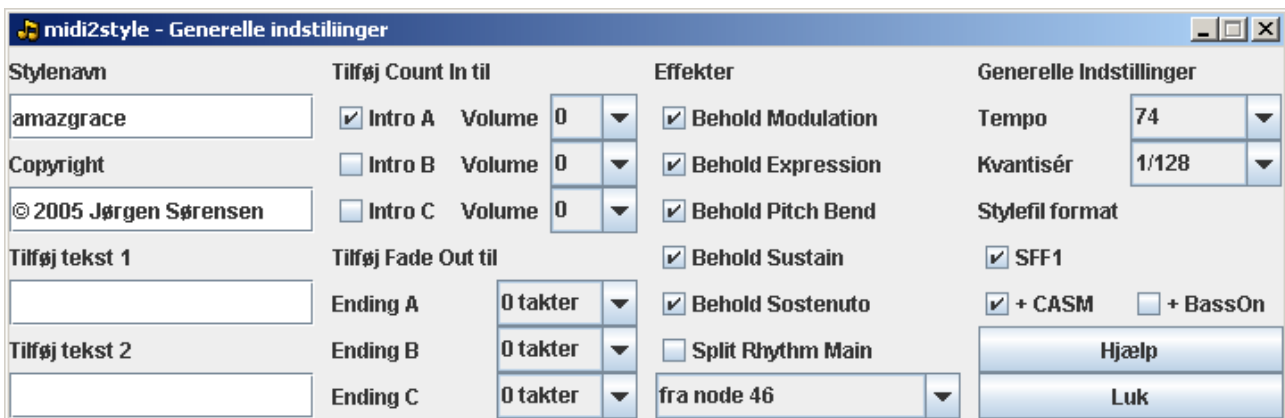 midi2style - Generelle indstiliinger
Stylenavn Tilføj Count In til Effekter Generelle Indstillinger
amazgrace Intro A Volume 0 Behold Modulation Tempo 74
Copyright Intro B Volume 0 Behold Expression Kvantisér 1/128
© 2005 Jørgen Sørensen Intro C Volume 0 Behold Pitch Bend Stylefil format
Tilføj tekst 1 Tilføj Fade Out til Behold Sustain SFF1
Ending A 0 takter Behold Sostenuto + CASM + BassOn
Tilføj tekst 2 Ending B 0 takter Split Rhythm Main Hjælp
Ending C 0 takter fra node 46 Luk